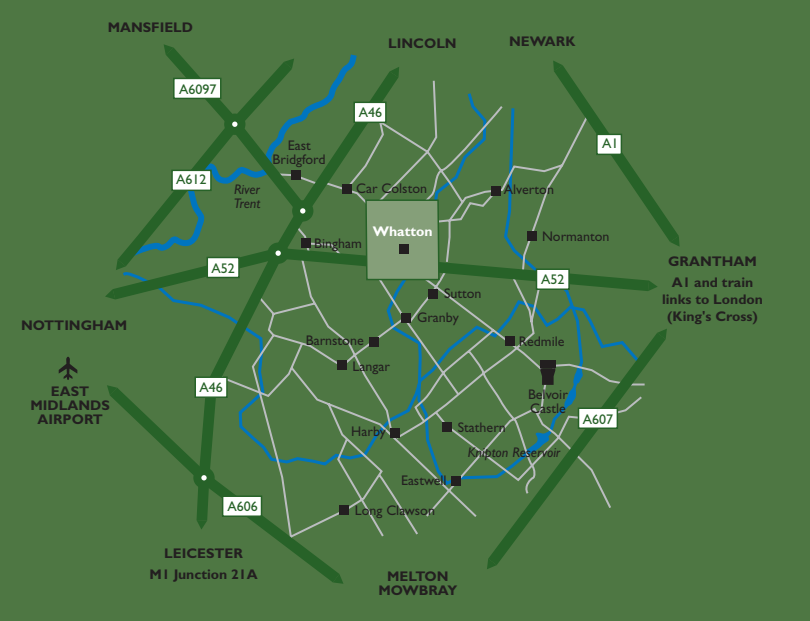 MANSFIELD
LINCOLN
NEWARK
A6097
A46
A1
East
Bridgford
A612
River
Trent
Car Colston
Alverton
Whatton
Bingham
Normanton
A52
A52
GRANTHAM
A1 and train
links to London
(King's Cross)
Sutton
Granby
NOTTINGHAM
Barnstone
Redmile
Langar
EAST
MIDLANDS
AIRPORT
A46
Belvoir
Castle
A607
Harby
Stathern
Knipton Reservoir
Eastwell
A606
Long Clawson
LEICESTER
M1 Junction 21A
MELTON
MOWBRAY